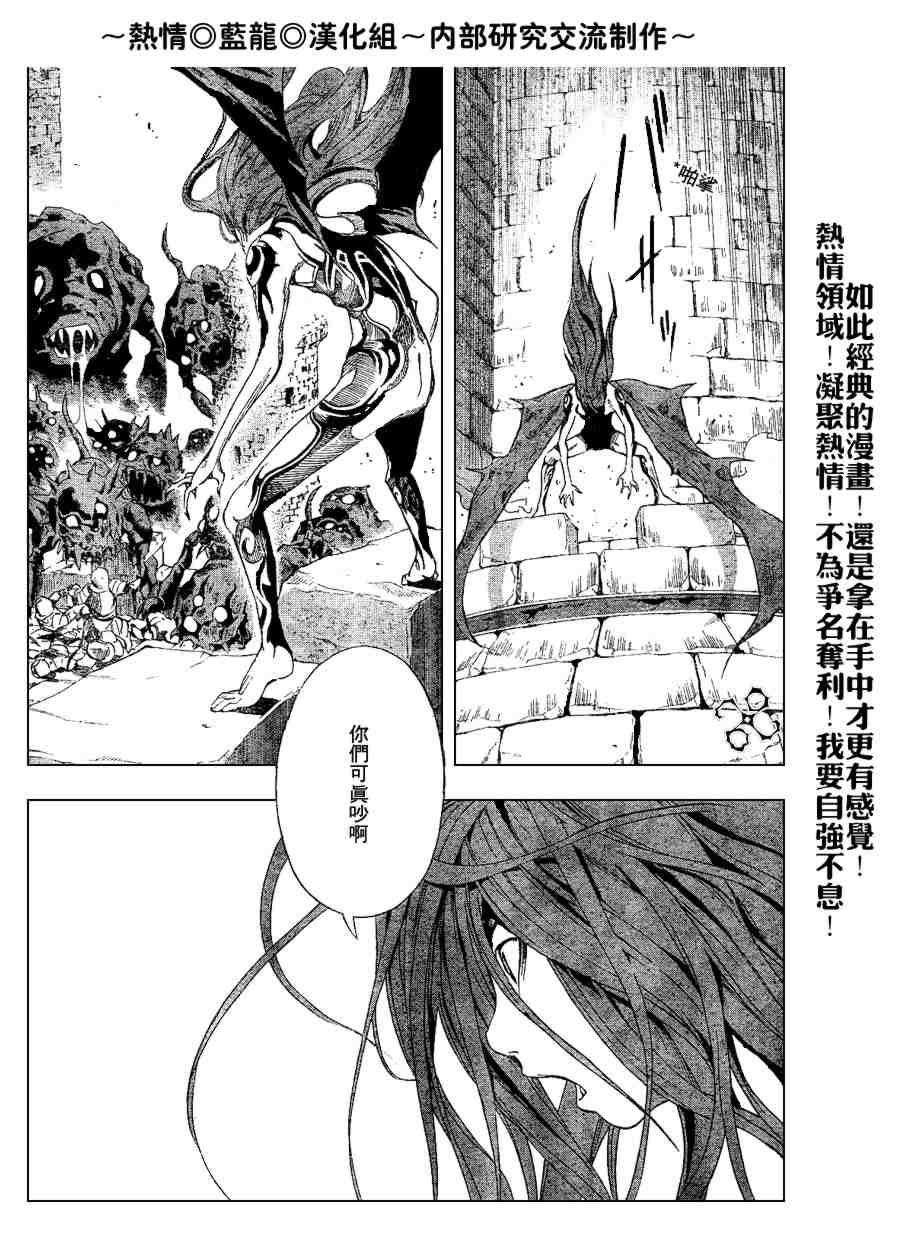 ～熱情◎藍龍◎漢化組～内部研究交流制作～
*啪鲨
你們可眞吵啊
如此經典的漫畫！還是拿在手中才更有感覺！
熱情領域！凝聚熱情！不為爭名奪利！我要自強不息！